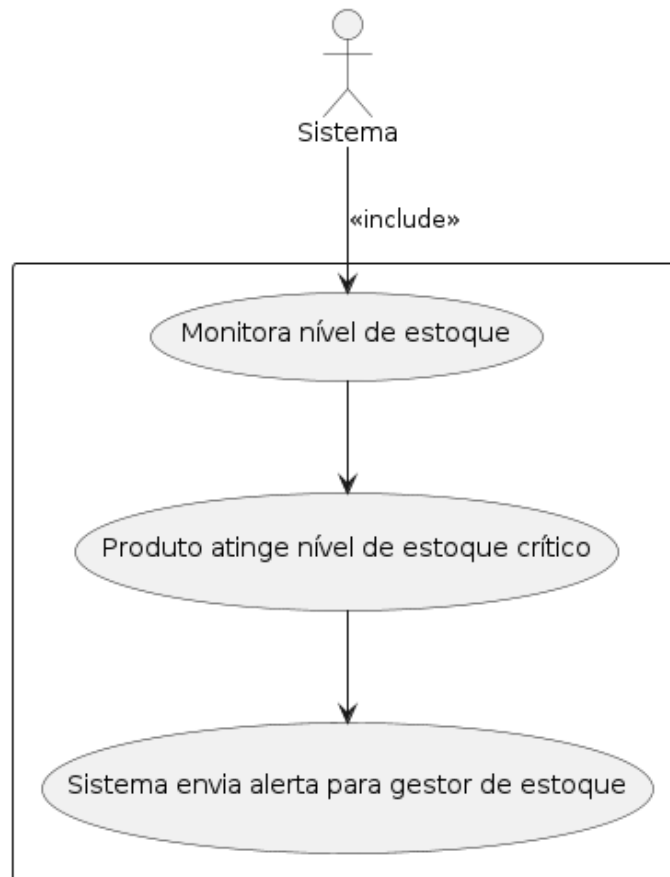 Sistema
«include»
Monitora nível de estoque
Produto atinge nível de estoque crítico
Sistema envia alerta para gestor de estoque